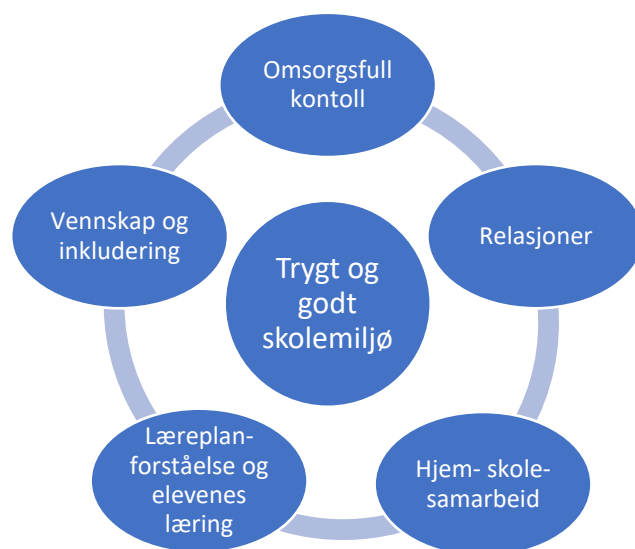 Omsorgsfull
kontoll
Relasjoner
Hjem- skole-
samarbeid
Læreplan-
forståelse og
elevenes
læring
Vennskap og
inkludering
Trygt og
godt
skolemiljø